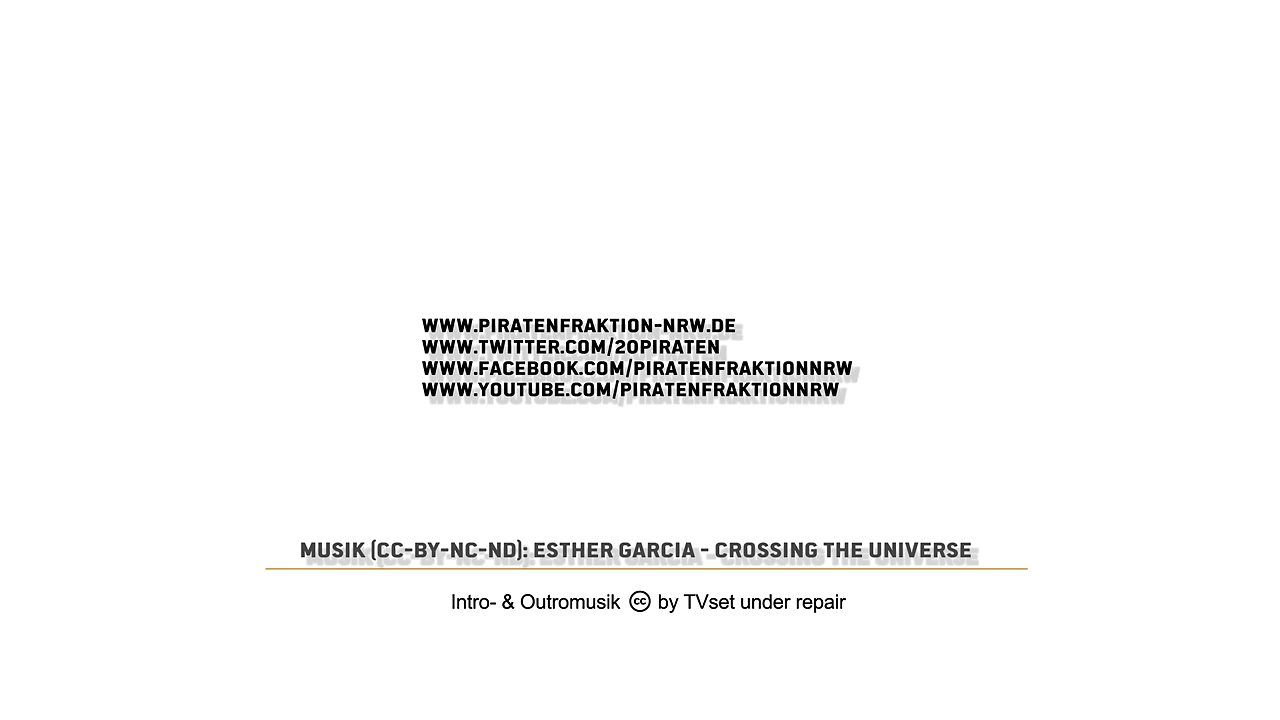 WWW.PIRATENFRAKTION-NRW.DE
WWW.TWITTER.COM/20PIRATEN
WWW.FACEBOOK.COM/PIRATENFRAKTIONNRW
WWW.YOUTUBE.COM/PIRATENFRAKTIONNRW
MUSIK (CC-BY-NC-ND): ESTHER GARCIA - CROSSING THE UNIVERSE
Intro- & Outromusik cc by TVset under repair